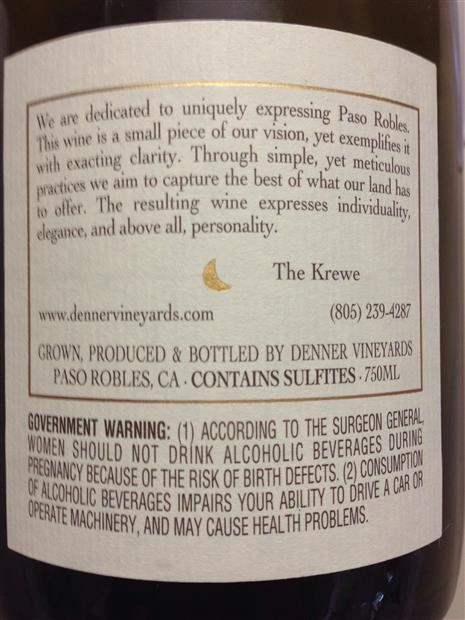 We are dedicated to uniquely expressing Paso Robles.
This wine is a small piece of our vision, yet exemplifies it
with exacting clarity. Through simple, yet meticulous
practices we aim to capture the best of what our land has
to offer. The resulting wine expresses individuality,
elegance, and above all, personality.
The Krewe
www.dennervineyards.com (805) 239-4287
GROWN, PRODUCED & BOTTLED BY DENNER VINEYARDS
PASO ROBLES, CA · CONTAINS SULFITES · 750ML
GOVERNMENT WARNING: (1) ACCORDING TO THE SURGEON GENERAL,
WOMEN SHOULD NOT DRINK ALCOHOLIC BEVERAGES DURING
PREGNANCY BECAUSE OF THE RISK OF BIRTH DEFECTS. (2) CONSUMPTION
OF ALCOHOLIC BEVERAGES IMPAIRS YOUR ABILITY TO DRIVE A CAR OR
OPERATE MACHINERY, AND MAY CAUSE HEALTH PROBLEMS.